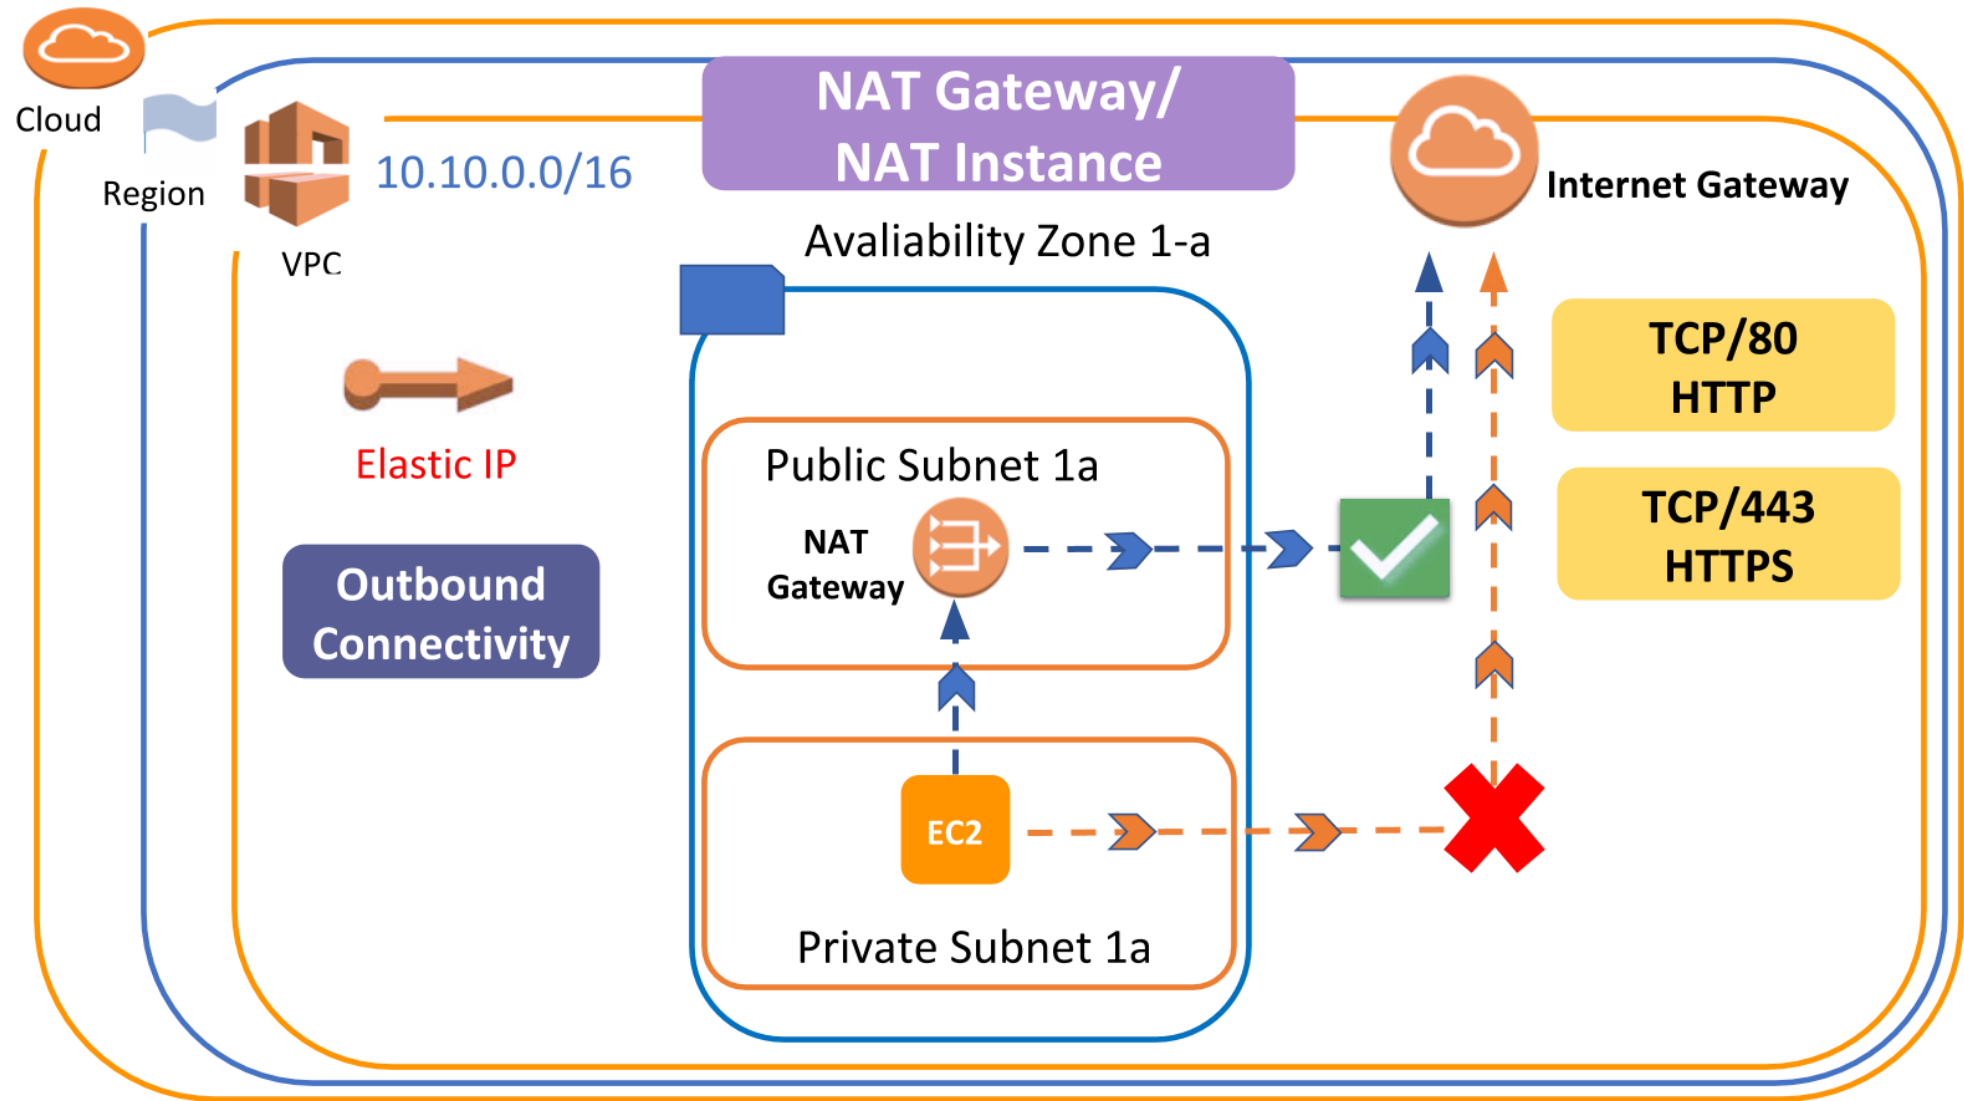 Cloud
Region
VPC
10.10.0.0/16
NAT Gateway/
NAT Instance
Internet Gateway
Avaliability Zone 1-a
TCP/80
HTTP
TCP/443
HTTPS
Elastic IP
Outbound
Connectivity
Public Subnet 1a
NAT
Gateway
EC2
Private Subnet 1a